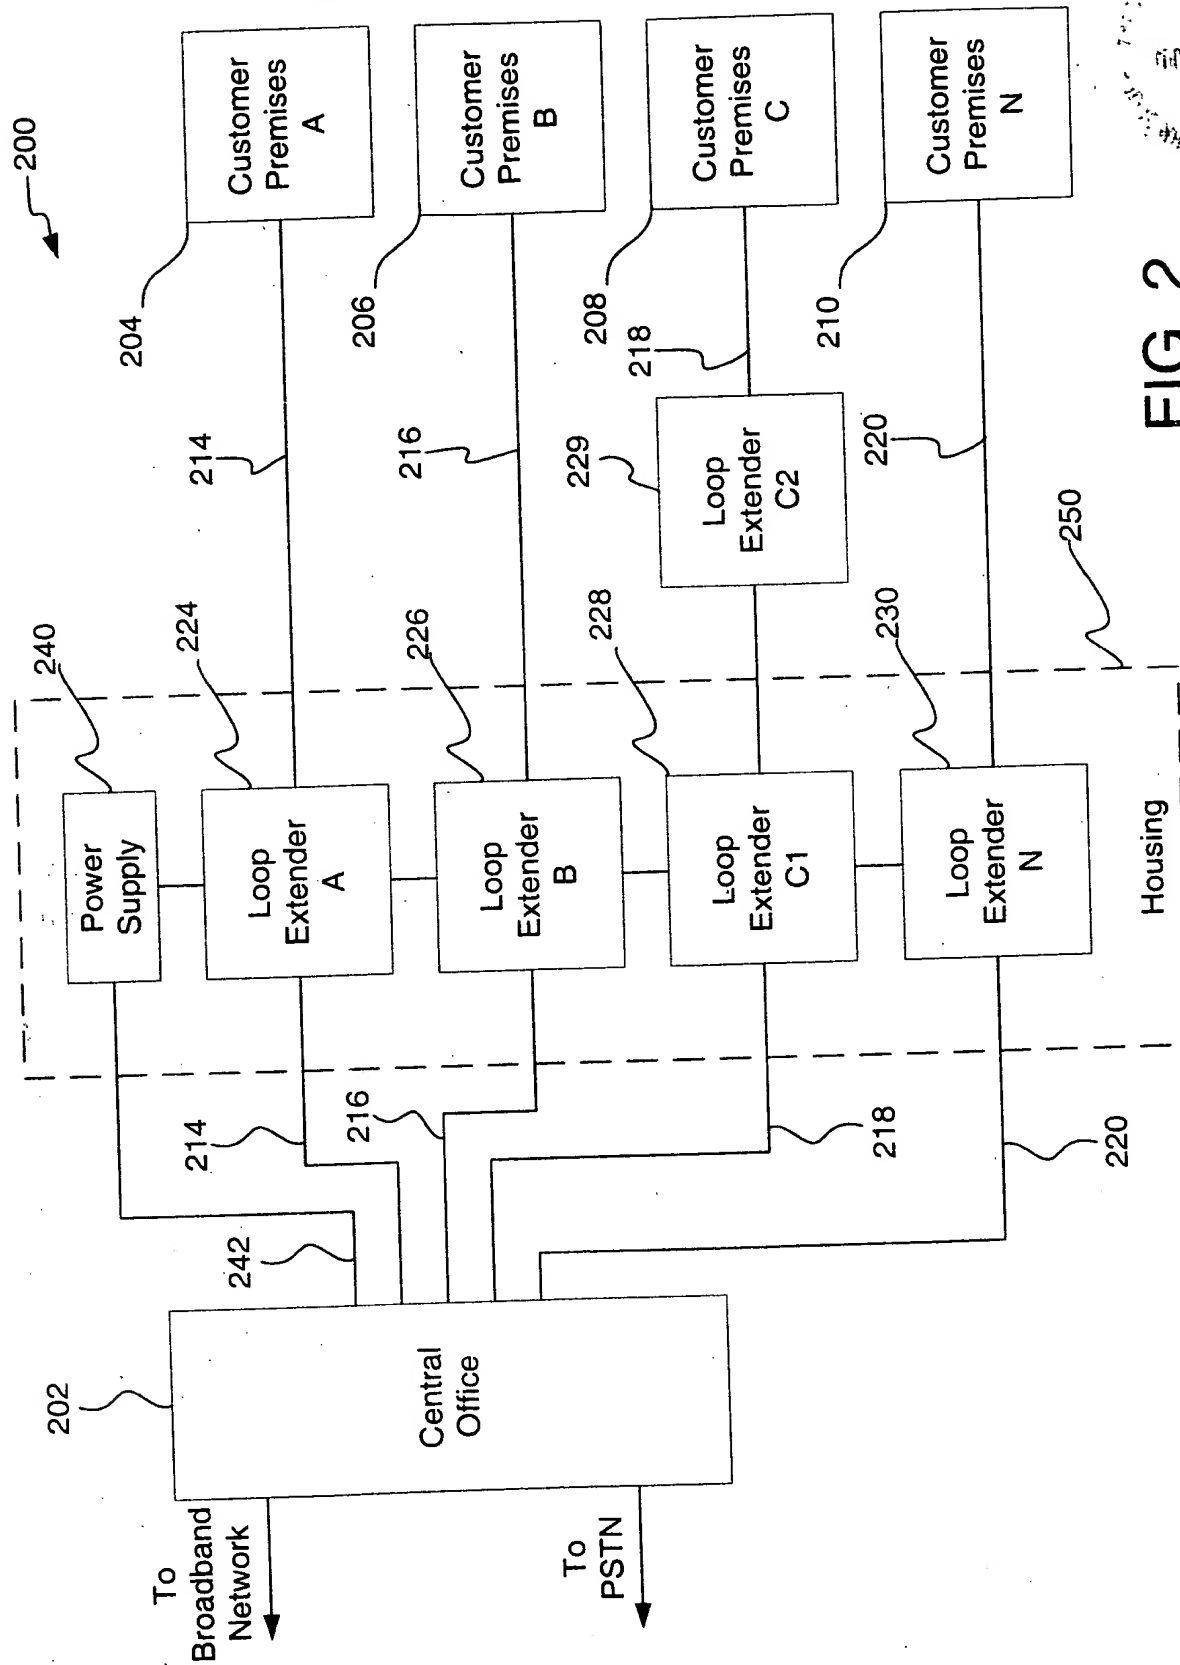 200
To
Broadband
Network
To
PSTN
202
Central
Office
242
214
216
218
220
240
Power
Supply
224
Loop
Extender
A
226
Loop
Extender
B
228
Loop
Extender
C1
230
Loop
Extender
N
Housing
250
214
216
229
Loop
Extender
C2
218
220
204
Customer
Premises
A
206
Customer
Premises
B
208
Customer
Premises
C
210
Customer
Premises
N
FIG. 2